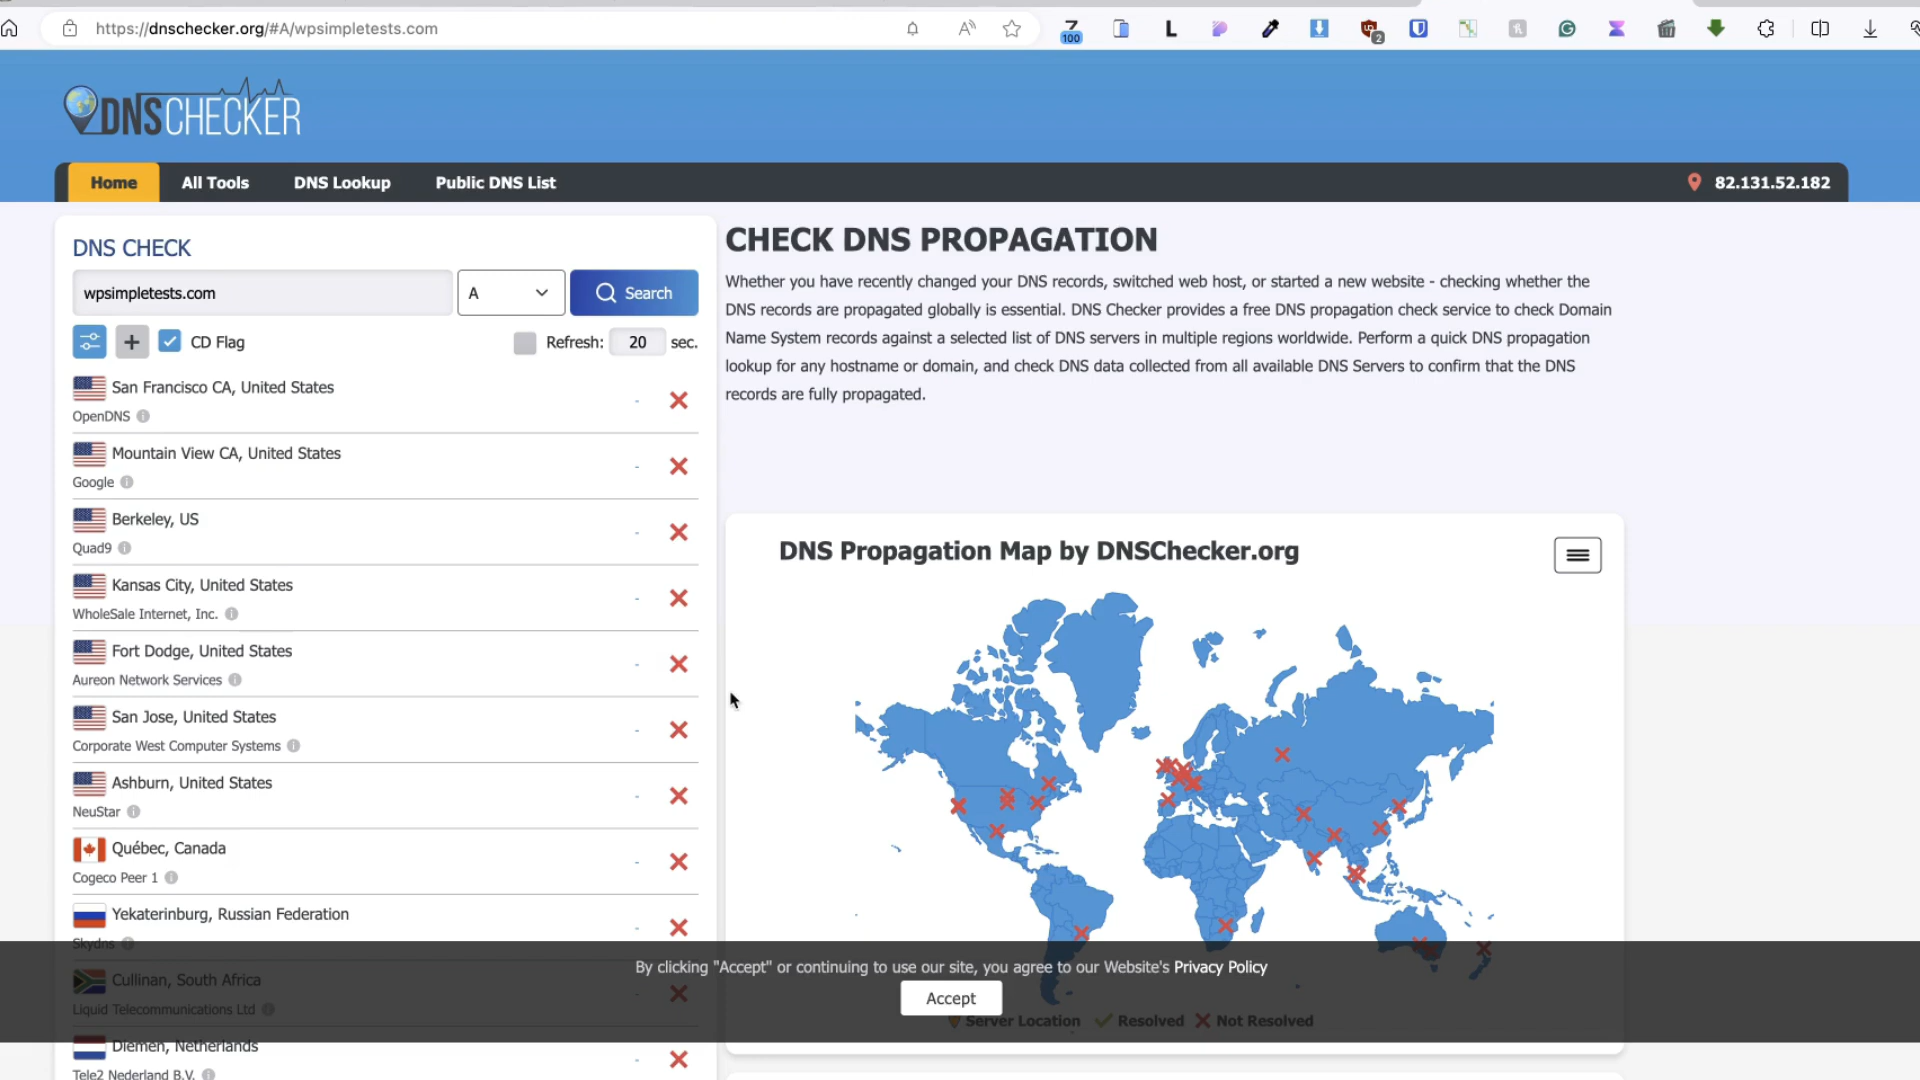 https://dnschecker.org/#A/wpsimpletests.com
A
100
L
2
DNSCHECKER
Home
All Tools
DNS Lookup
Public DNS List
82.131.52.182
DNS CHECK
wpsimpletests.com
A
Search
CD Flag
Refresh: 20 sec.
San Francisco CA, United States
OpenDNS
-
Mountain View CA, United States
Google
-
Berkeley, US
Quad9
-
Kansas City, United States
WholeSale Internet, Inc.
-
Fort Dodge, United States
Aureon Network Services
-
San Jose, United States
Corporate West Computer Systems
-
Ashburn, United States
NeuStar
-
Québec, Canada
Cogeco Peer 1
-
Yekaterinburg, Russian Federation
Skydns
-
Cullinan, South Africa
Liquid Telecommunications Ltd
-
Diemen, Netherlands
Tele2 Nederland B.V.
-
CHECK DNS PROPAGATION
Whether you have recently changed your DNS records, switched web host, or started a new website - checking whether the
DNS records are propagated globally is essential. DNS Checker provides a free DNS propagation check service to check Domain
Name System records against a selected list of DNS servers in multiple regions worldwide. Perform a quick DNS propagation
lookup for any hostname or domain, and check DNS data collected from all available DNS Servers to confirm that the DNS
records are fully propagated.
DNS Propagation Map by DNSChecker.org
By clicking "Accept" or continuing to use our site, you agree to our Website's Privacy Policy
Accept
Server Location
Resolved
Not Resolved